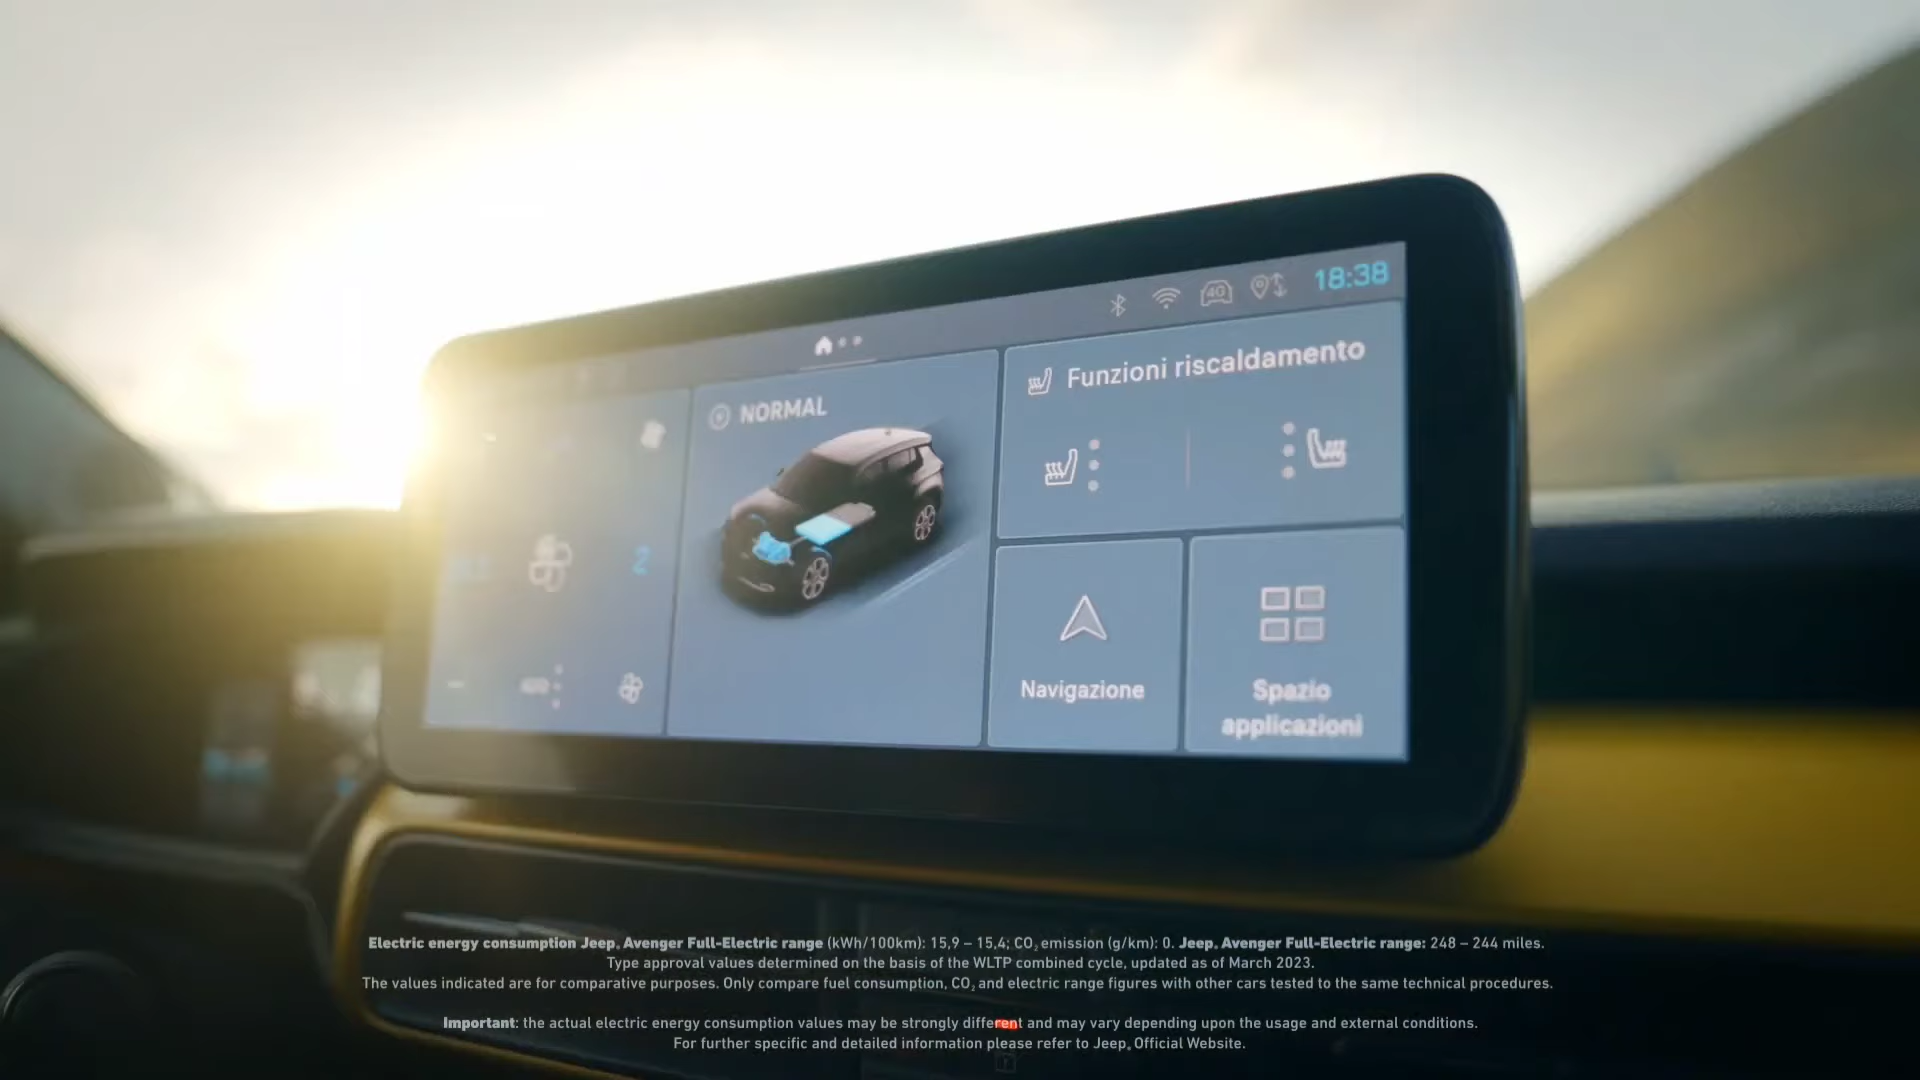 18:38
4G
NORMAL
Funzioni riscaldamento
2
Navigazione
Spazio
applicazioni
Electric energy consumption Jeep® Avenger Full-Electric range (kWh/100km): 15,9 – 15,4; CO₂ emission (g/km): 0. Jeep® Avenger Full-Electric range: 248 – 244 miles.
Type approval values determined on the basis of the WLTP combined cycle, updated as of March 2023.
The values indicated are for comparative purposes. Only compare fuel consumption, CO₂ and electric range figures with other cars tested to the same technical procedures.
Important: the actual electric energy consumption values may be strongly different and may vary depending upon the usage and external conditions.
For further specific and detailed information please refer to Jeep® Official Website.